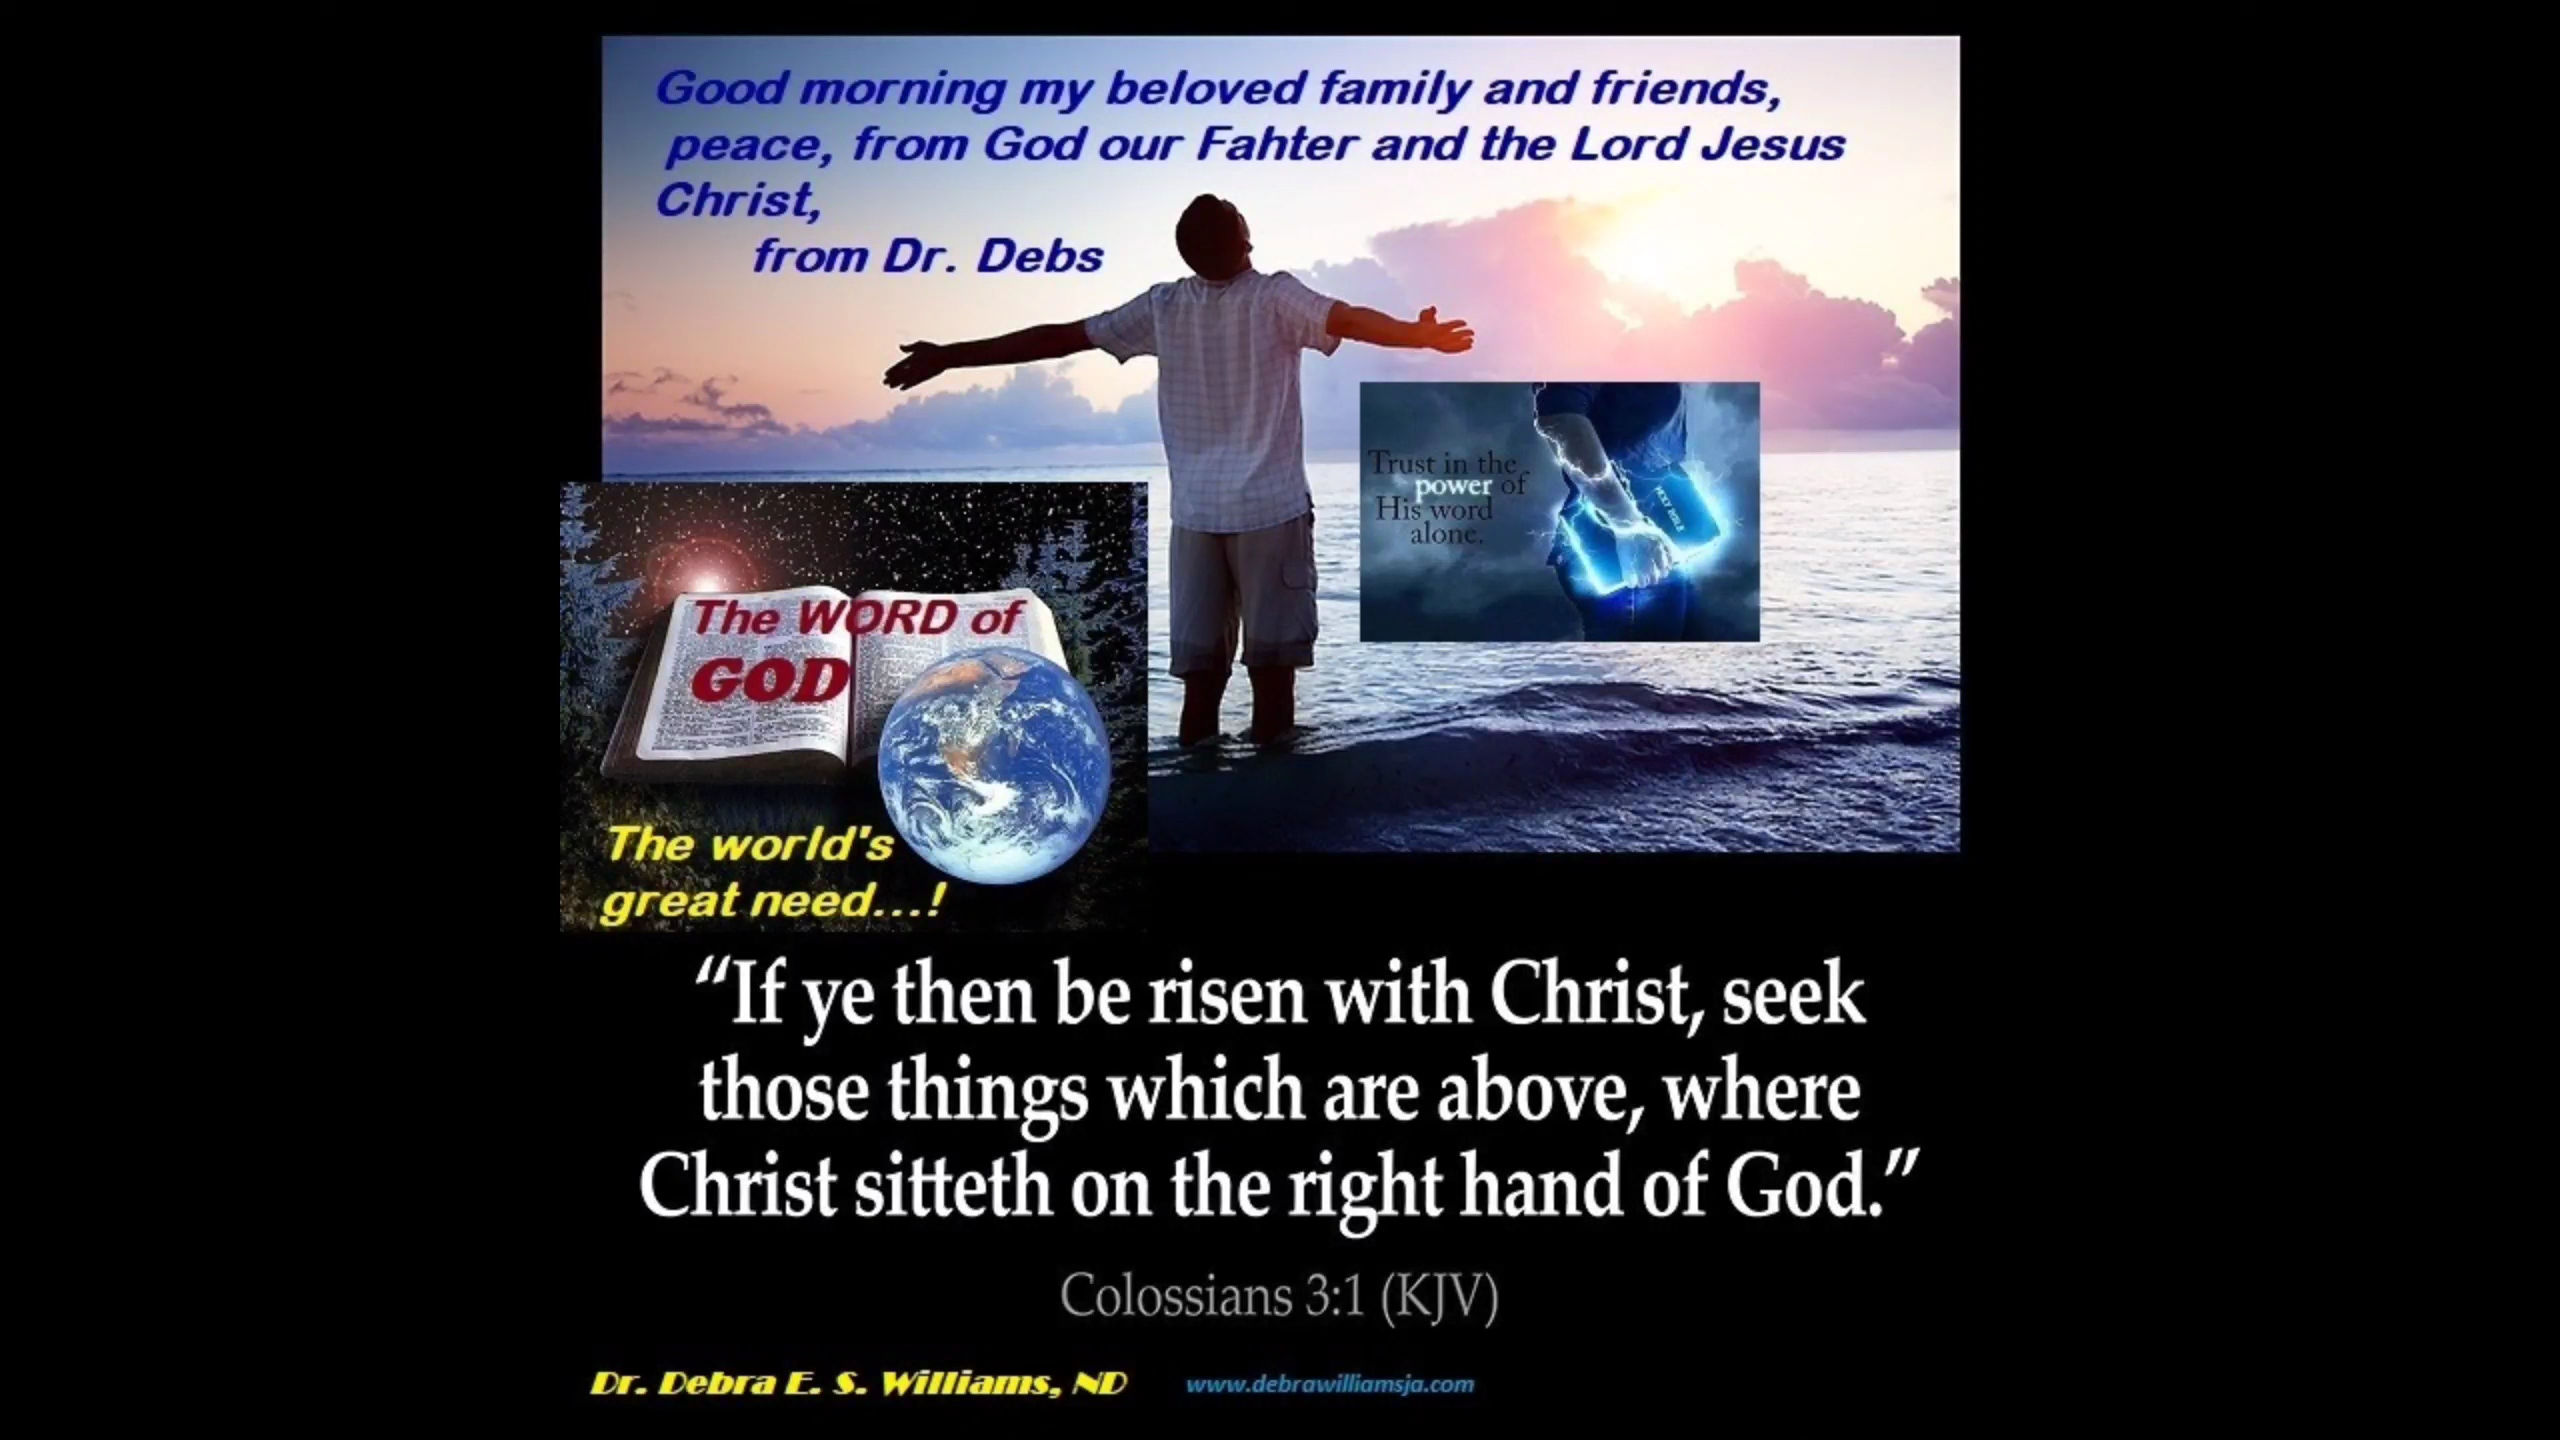 Good morning my beloved family and friends,
peace, from God our Fahter and the Lord Jesus
Christ,
from Dr. Debs
Trust in the
power of
His word
alone.
HOLY BIBLE
The WORD of
GOD
The world's
great need...!
“If ye then be risen with Christ, seek
those things which are above, where
Christ sitteth on the right hand of God.”
Colossians 3:1 (KJV)
Dr. Debra E. S. Williams, ND
www.debrawilliamsja.com